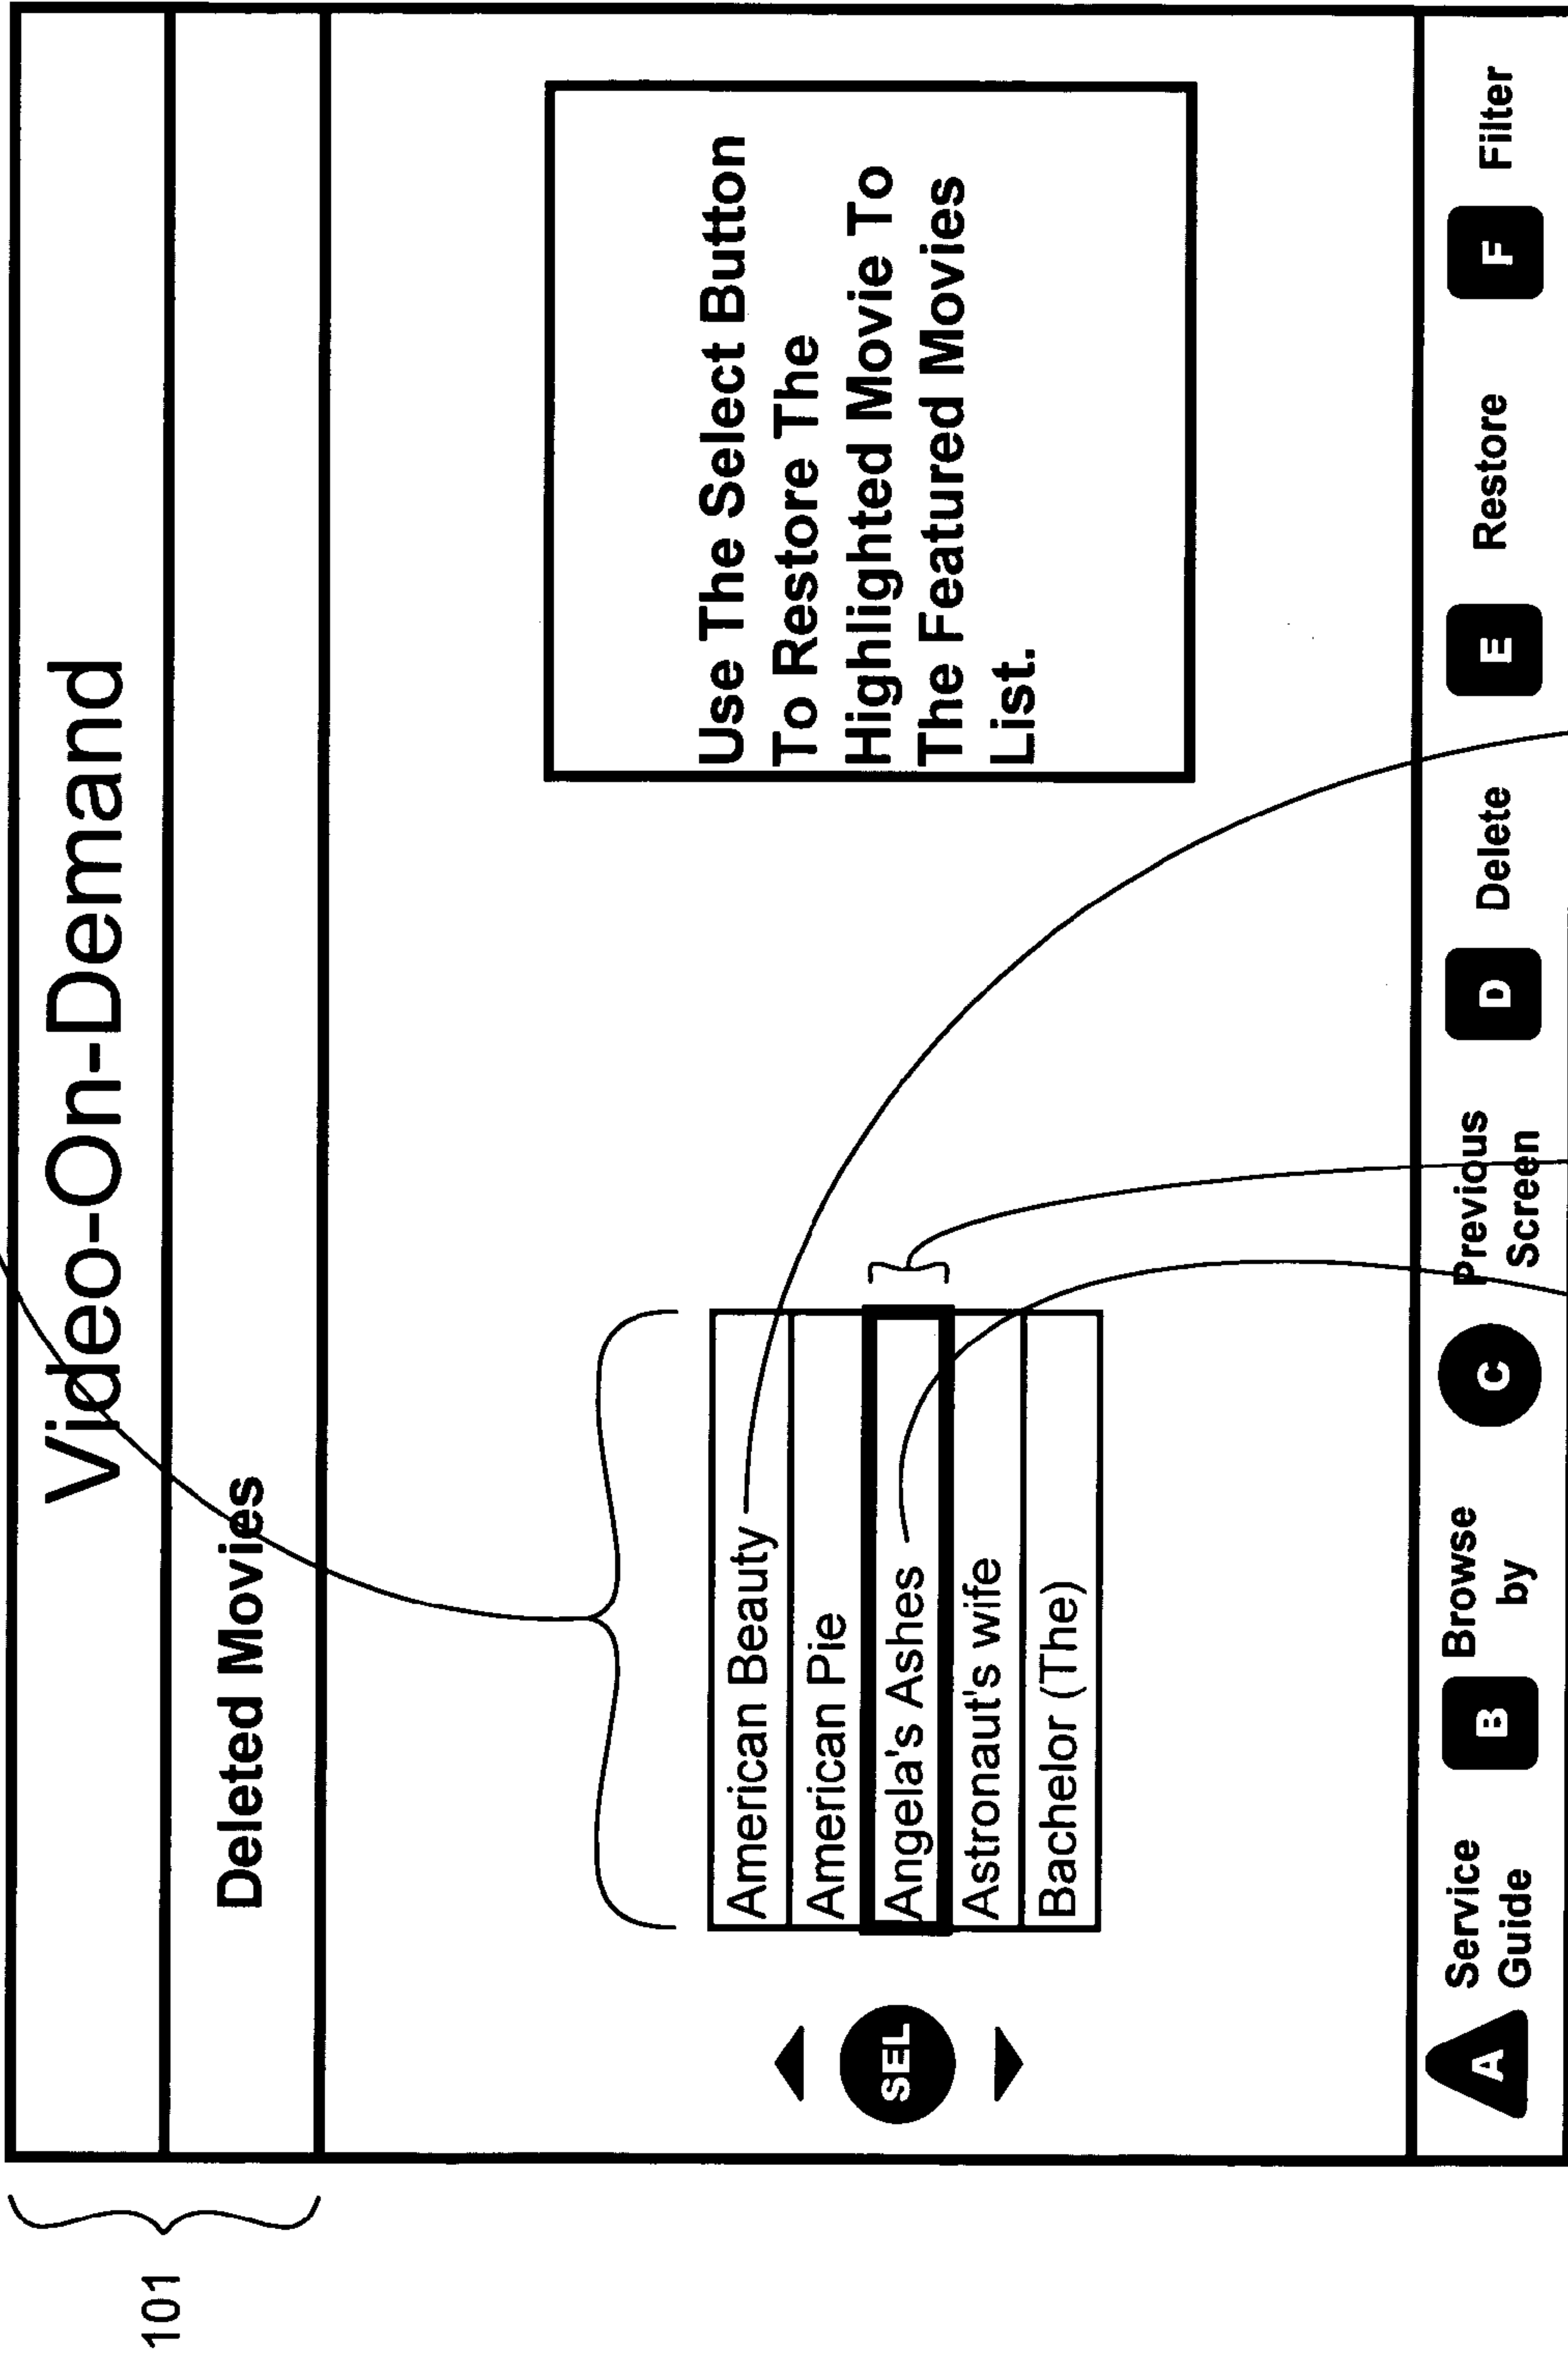 101
Video-On-Demand
Deleted Movies
American Beauty
American Pie
Angela's Ashes
Astronaut's wife
Bachelor (The)
SEL
Use The Select Button
To Restore The
Highlighted Movie To
The Featured Movies
List.
A Service
Guide
B Browse
by
C Previous
Screen
D Delete
E Restore
F Filter